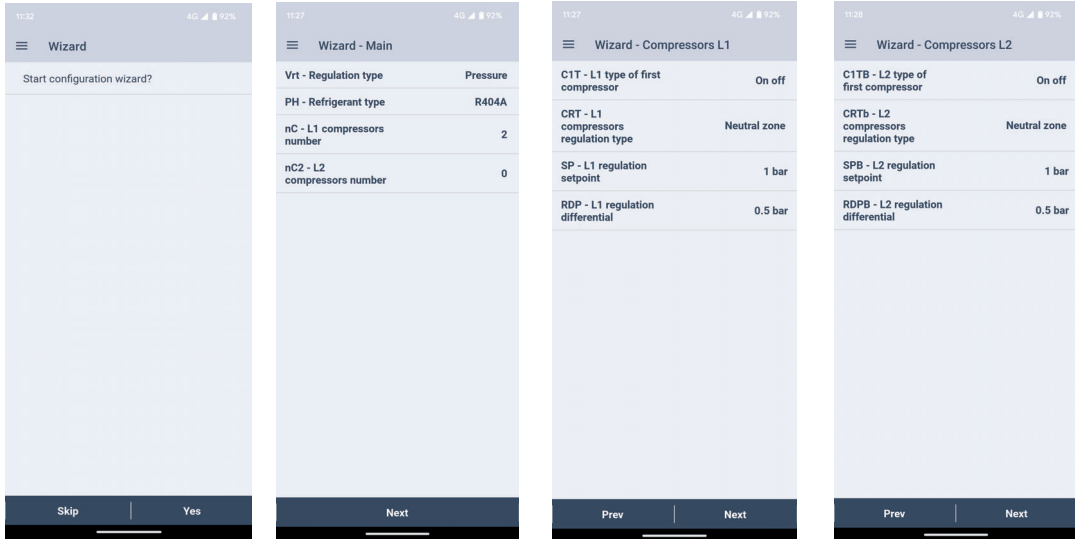 11:32 4G 92%
Wizard
Start configuration wizard?
Skip Yes
11:27 4G 92%
Wizard - Main
Vrt - Regulation type Pressure
PH - Refrigerant type R404A
nC - L1 compressors
number 2
nC2 - L2
compressors number 0
Next
11:27 4G 92%
Wizard - Compressors L1
C1T - L1 type of first
compressor On off
CRT - L1
compressors Neutral zone
regulation type
SP - L1 regulation
setpoint 1 bar
RDP - L1 regulation
differential 0.5 bar
Prev Next
11:28 4G 92%
Wizard - Compressors L2
C1TB - L2 type of
first compressor On off
CRTb - L2
compressors Neutral zone
regulation type
SPB - L2 regulation
setpoint 1 bar
RDPB - L2 regulation
differential 0.5 bar
Prev Next